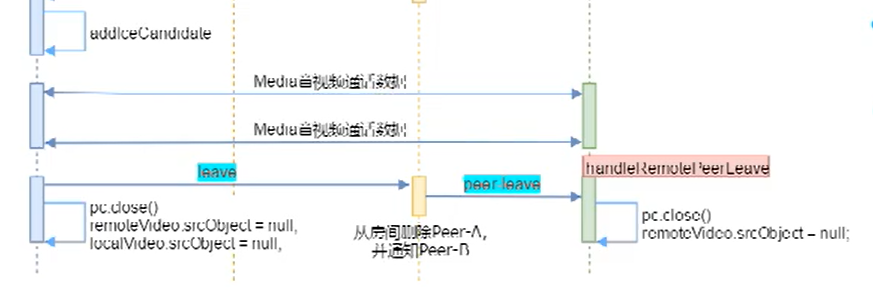 addIceCandidate
Media音视频通话数据
Media音视频通话数据
leave
peer leave
handleRemotePeerLeave
pc.close()
remoteVideo.srcObject = null,
localVideo.srcObject = null,
从房间删除Peer-A,
并通知Peer-B
pc.close()
remoteVideo.srcObject = null;